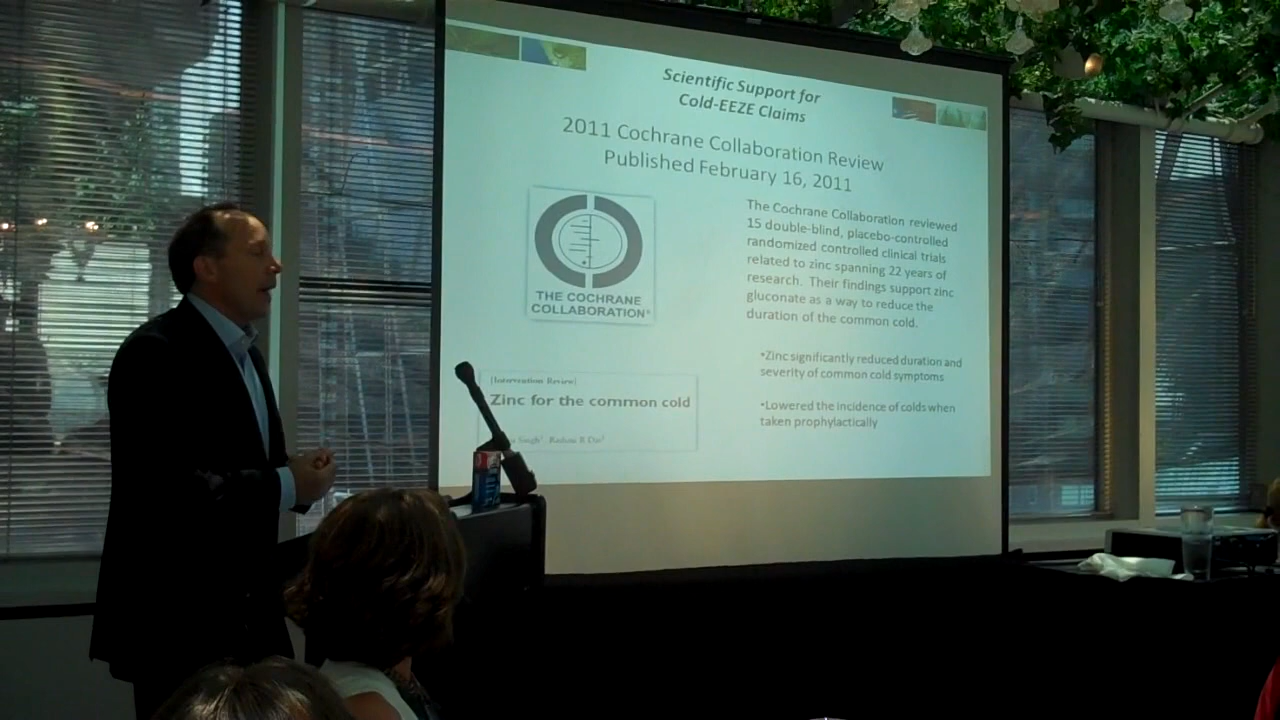 Scientific Support for
Cold-EEZE Claims
2011 Cochrane Collaboration Review
Published February 16, 2011
THE COCHRANE
COLLABORATION®
The Cochrane Collaboration reviewed
15 double-blind, placebo-controlled
randomized controlled clinical trials
related to zinc spanning 22 years of
research. Their findings support zinc
gluconate as a way to reduce the
duration of the common cold.
•Zinc significantly reduced duration and
severity of common cold symptoms
•Lowered the incidence of colds when
taken prophylactically
[Intervention Review]
Zinc for the common cold
Singh¹, Rashmi R Das¹